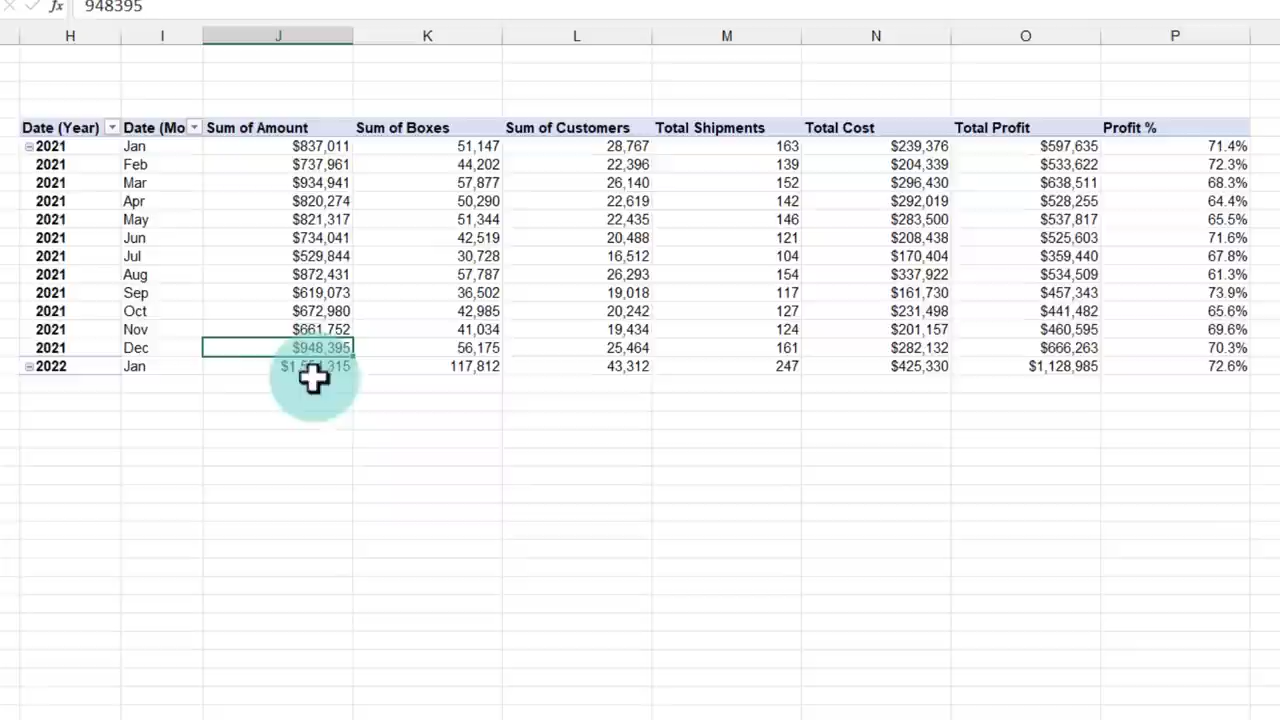 fx 948395
H I J K L M N O P
Date (Year) Date (Mo Sum of Amount Sum of Boxes Sum of Customers Total Shipments Total Cost Total Profit Profit %
2021 Jan $837,011 51,147 28,767 163 $239,376 $597,635 71.4%
2021 Feb $737,961 44,202 22,396 139 $204,339 $533,622 72.3%
2021 Mar $934,941 57,877 26,140 152 $296,430 $638,511 68.3%
2021 Apr $820,274 50,290 22,619 142 $292,019 $528,255 64.4%
2021 May $821,317 51,344 22,435 146 $283,500 $537,817 65.5%
2021 Jun $734,041 42,519 20,488 121 $208,438 $525,603 71.6%
2021 Jul $529,844 30,728 16,512 104 $170,404 $359,440 67.8%
2021 Aug $872,431 57,787 26,293 154 $337,922 $534,509 61.3%
2021 Sep $619,073 36,502 19,018 117 $161,730 $457,343 73.9%
2021 Oct $672,980 42,985 20,242 127 $231,498 $441,482 65.6%
2021 Nov $661,752 41,034 19,434 124 $201,157 $460,595 69.6%
2021 Dec $948,395 56,175 25,464 161 $282,132 $666,263 70.3%
2022 Jan 117,812 43,312 247 $425,330 $1,128,985 72.6%